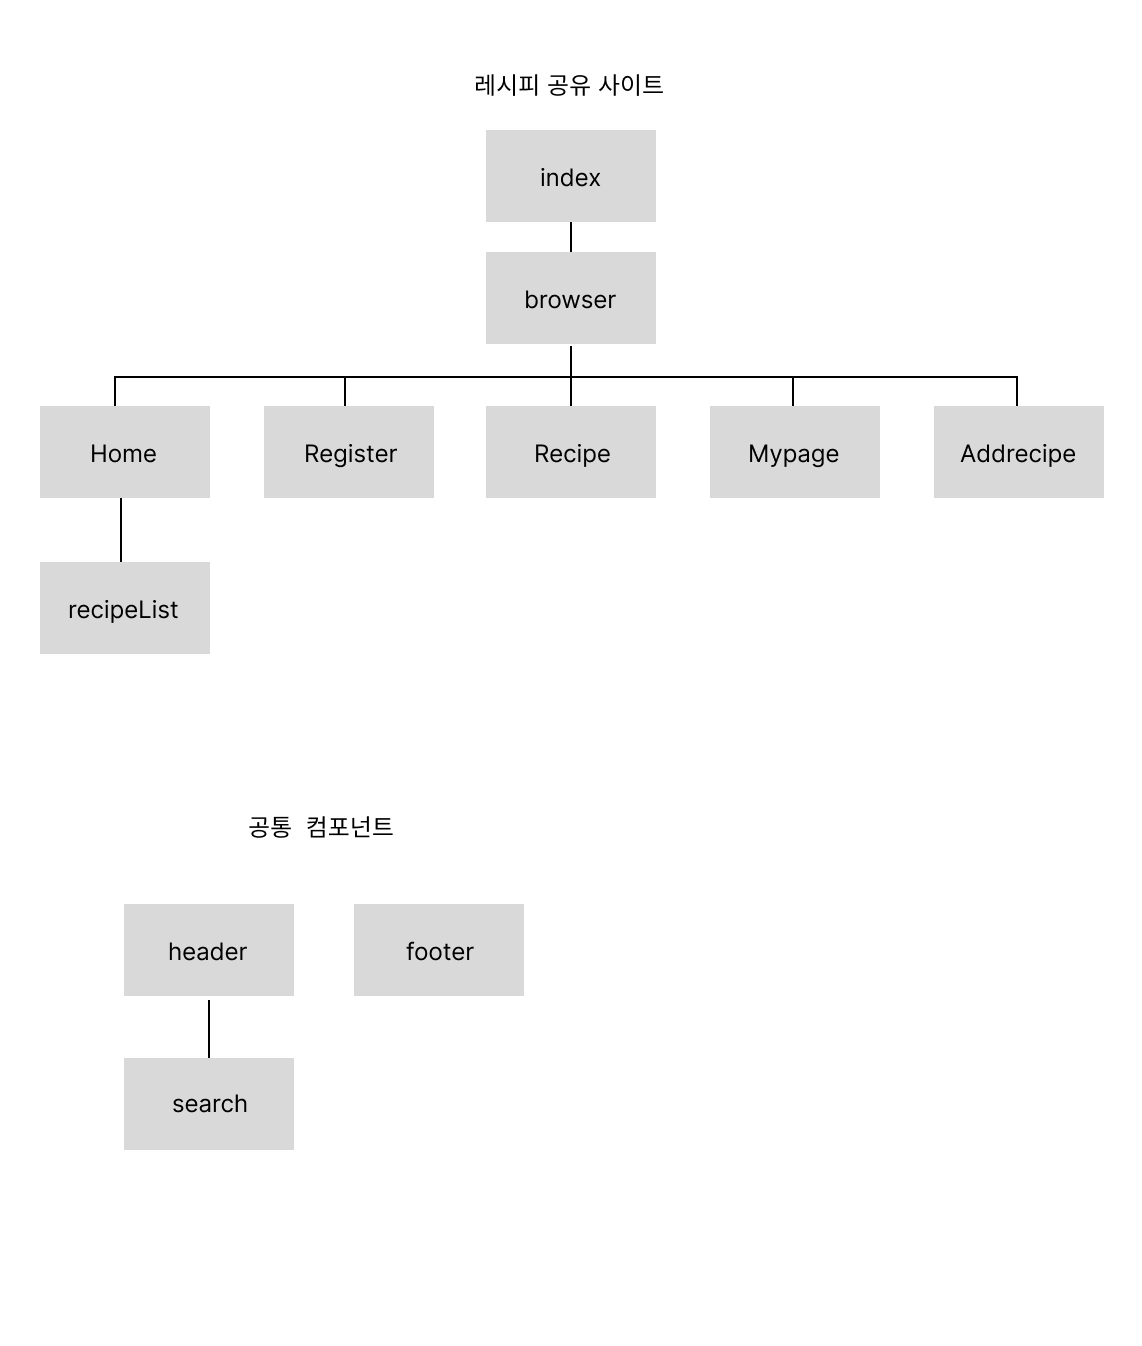 레시피 공유 사이트
index
browser
Home
Register
Recipe
Mypage
Addrecipe
recipeList
공통 컴포넌트
header
footer
search